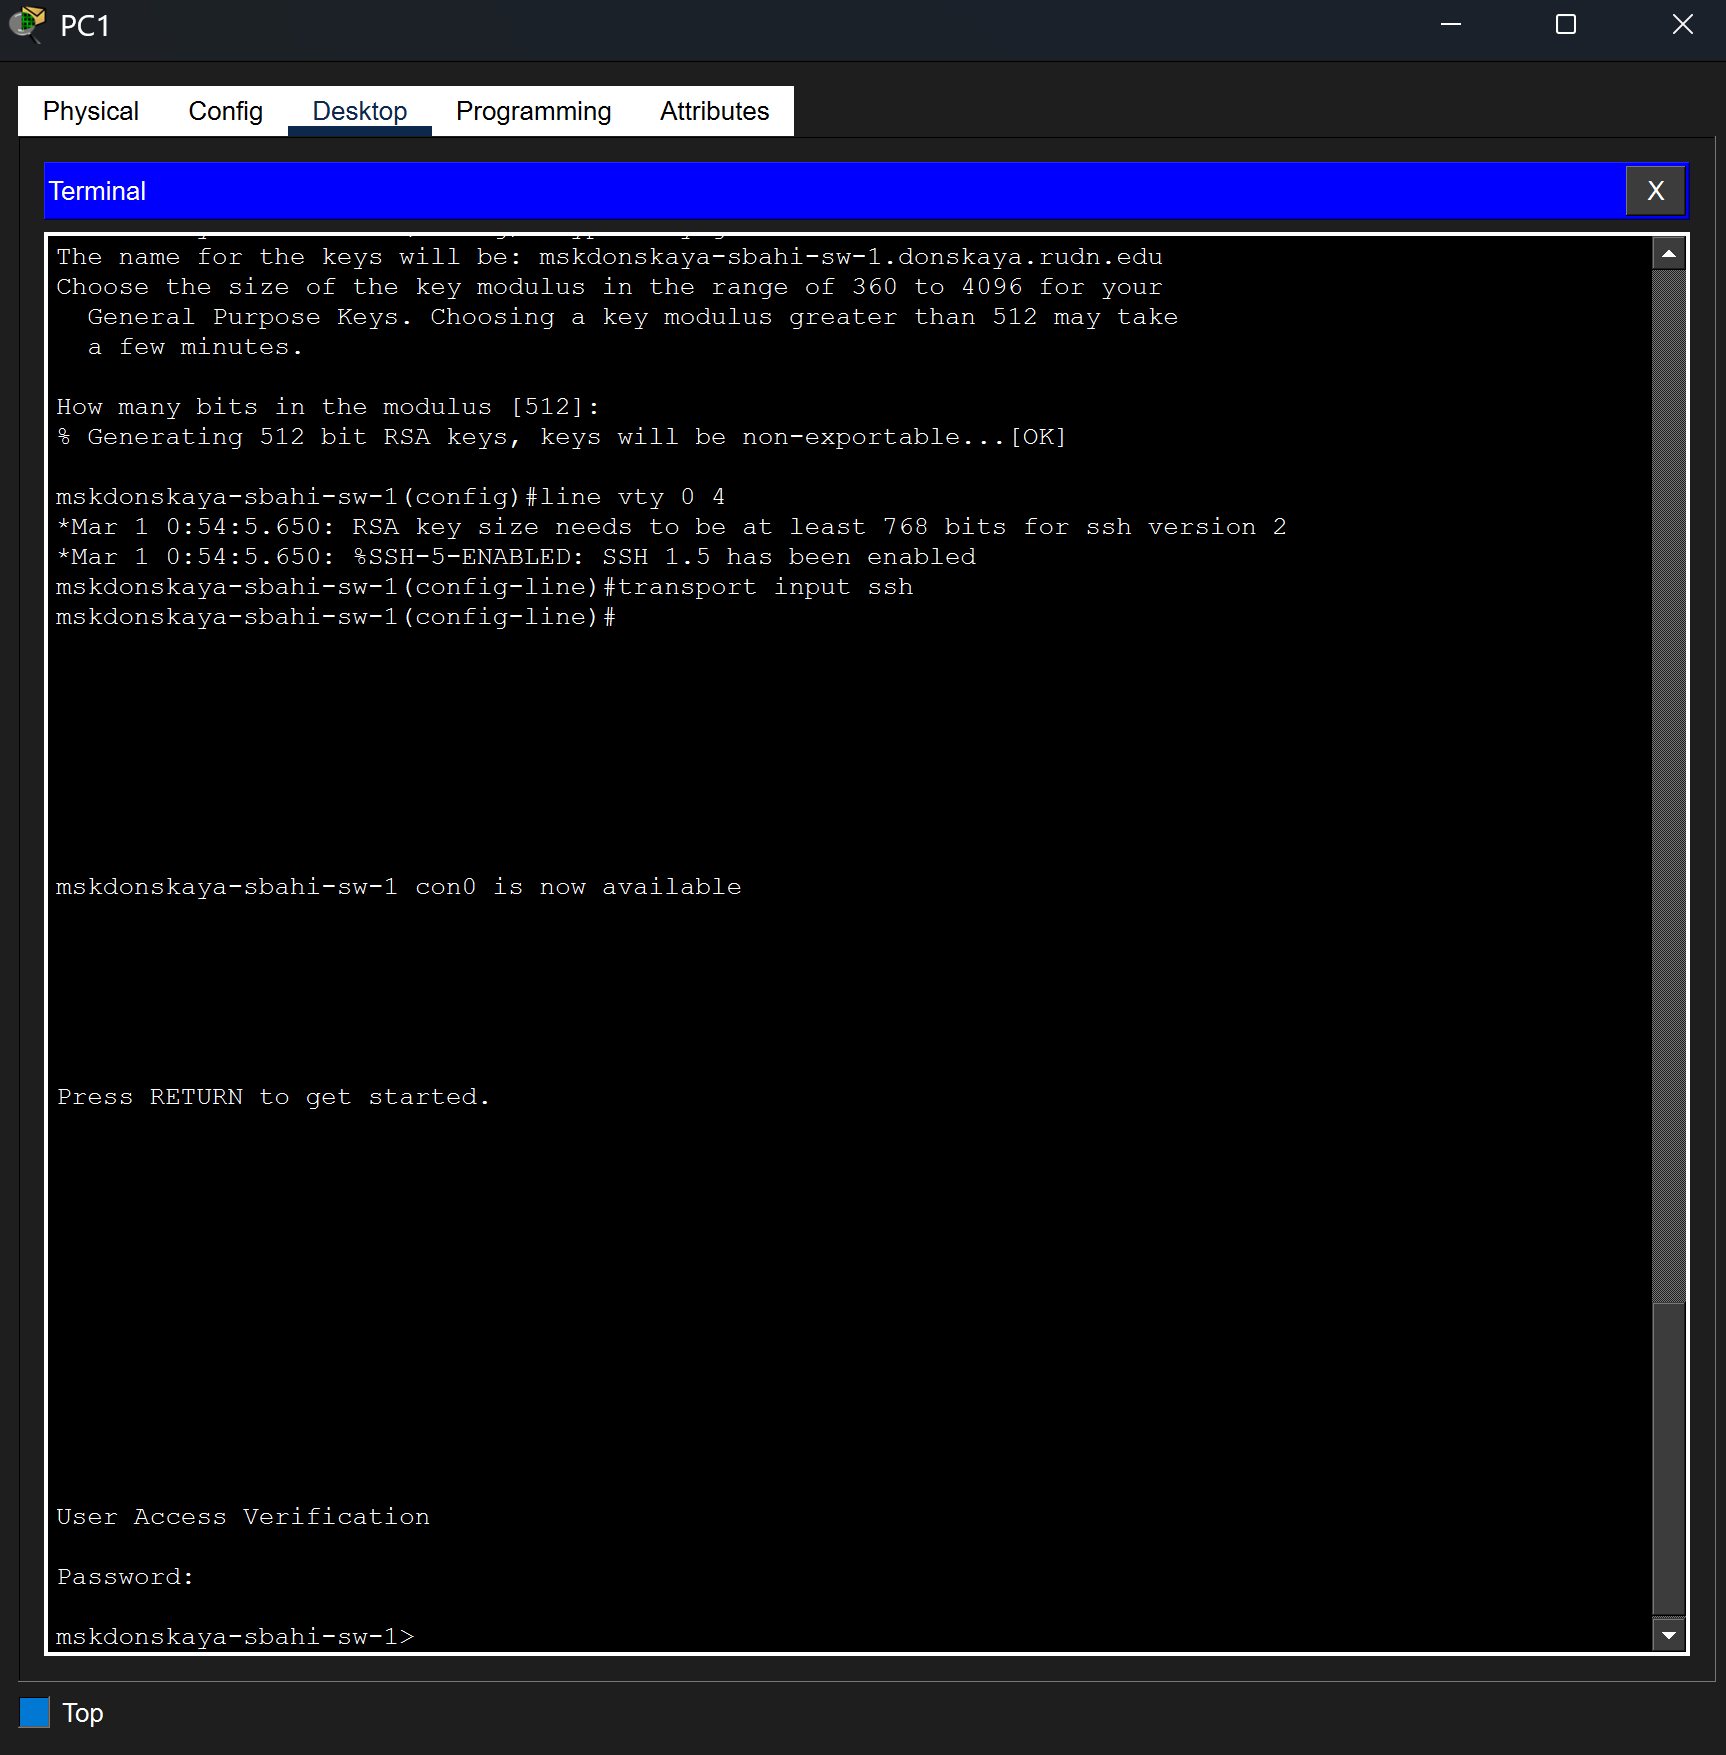 PC1
Physical Config Desktop Programming Attributes
Terminal X
The name for the keys will be: mskdonskaya-sbahi-sw-1.donskaya.rudn.edu
Choose the size of the key modulus in the range of 360 to 4096 for your
General Purpose Keys. Choosing a key modulus greater than 512 may take
a few minutes.
How many bits in the modulus [512]:
% Generating 512 bit RSA keys, keys will be non-exportable...[OK]
mskdonskaya-sbahi-sw-1(config)#line vty 0 4
*Mar 1 0:54:5.650: RSA key size needs to be at least 768 bits for ssh version 2
*Mar 1 0:54:5.650: %SSH-5-ENABLED: SSH 1.5 has been enabled
mskdonskaya-sbahi-sw-1(config-line)#transport input ssh
mskdonskaya-sbahi-sw-1(config-line)#
mskdonskaya-sbahi-sw-1 con0 is now available
Press RETURN to get started.
User Access Verification
Password:
mskdonskaya-sbahi-sw-1>
Top